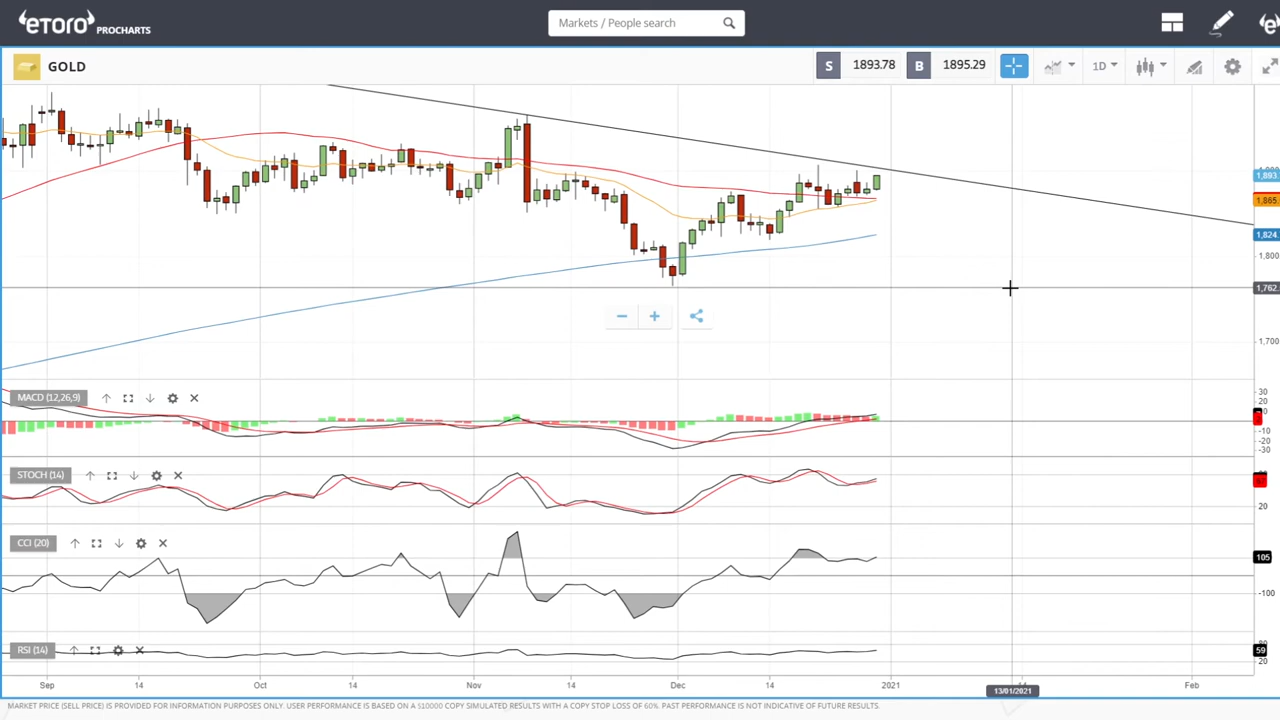 eTORO PROCHARTS
Markets / People search
GOLD
S 1893.78 B 1895.29 1D
1,893
1,865
1,824
1,800
1,762
1,700
MACD (12,26,9)
30
20
-10
-20
-30
STOCH (14)
20
CCI (20)
105
-100
RSI (14)
59
20
Sep 14 Oct 14 Nov 14 Dec 14 2021 Feb
13/01/2021
MARKET PRICE (SELL PRICE) IS PROVIDED FOR INFORMATION PURPOSES ONLY. USER PERFORMANCE IS BASED ON A $10000 COPY SIMULATED RESULTS WITH A COPY STOP LOSS OF 60%. PAST PERFORMANCE IS NOT INDICATIVE OF FUTURE RESULTS.